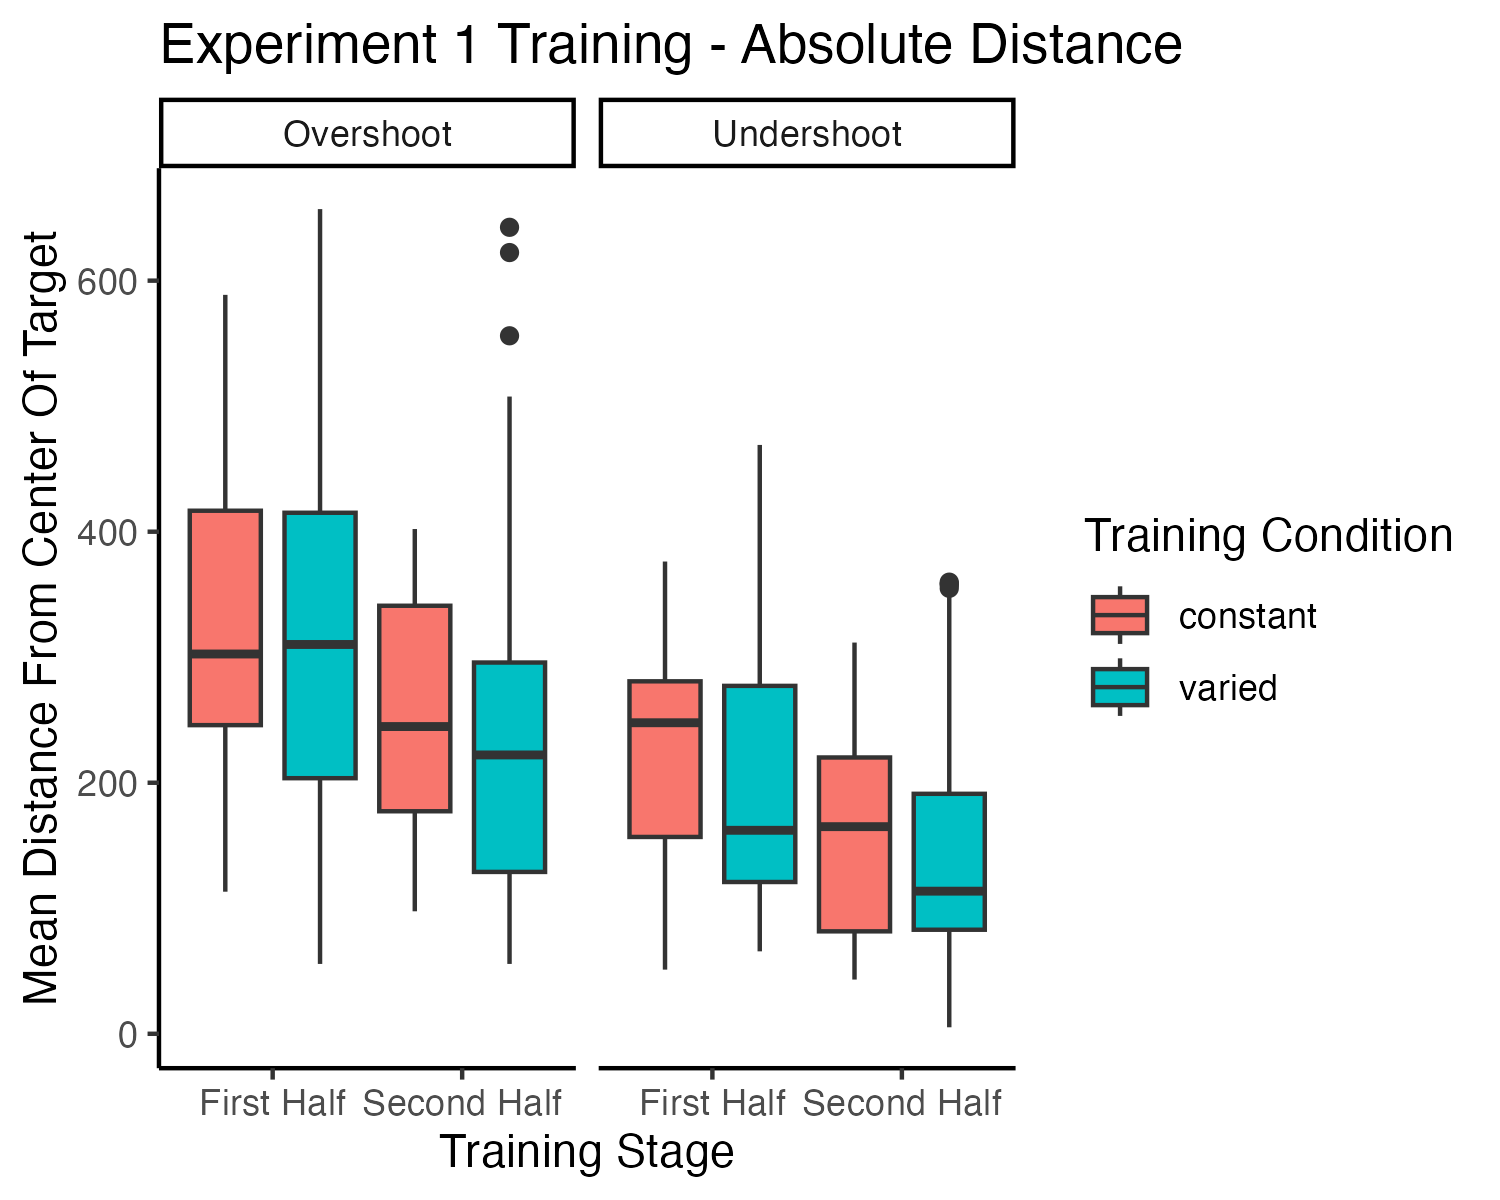 Experiment 1 Training - Absolute Distance
Overshoot
Undershoot
Mean Distance From Center Of Target
600
400
200
0
First Half
Second Half
First Half
Second Half
Training Stage
Training Condition
constant
varied